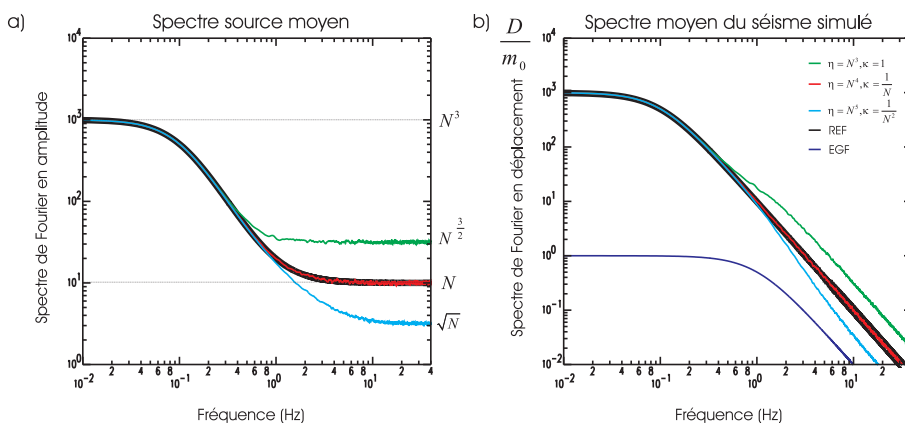 a) Spectre source moyen
Spectre de Fourier en amplitude
10^4
10^3
10^2
10^1
10^0
N^3
N^{3/2}
N
√N
10^-2 2 4 6 8 10^-1 2 4 6 8 10^0 2 4 6 8 10^1 2 4
Fréquence (Hz)
b) Spectre moyen du séisme simulé
D/m_0
Spectre de Fourier en déplacement
10^4
10^3
10^2
10^1
10^0
10^-1
10^-2
η = N^3, κ = 1
η = N^4, κ = 1/N
η = N^5, κ = 1/N^2
REF
EGF
10^-2 2 4 6 8 10^-1 2 4 6 8 10^0 2 4 6 8 10^1 2 4
Fréquence (Hz)